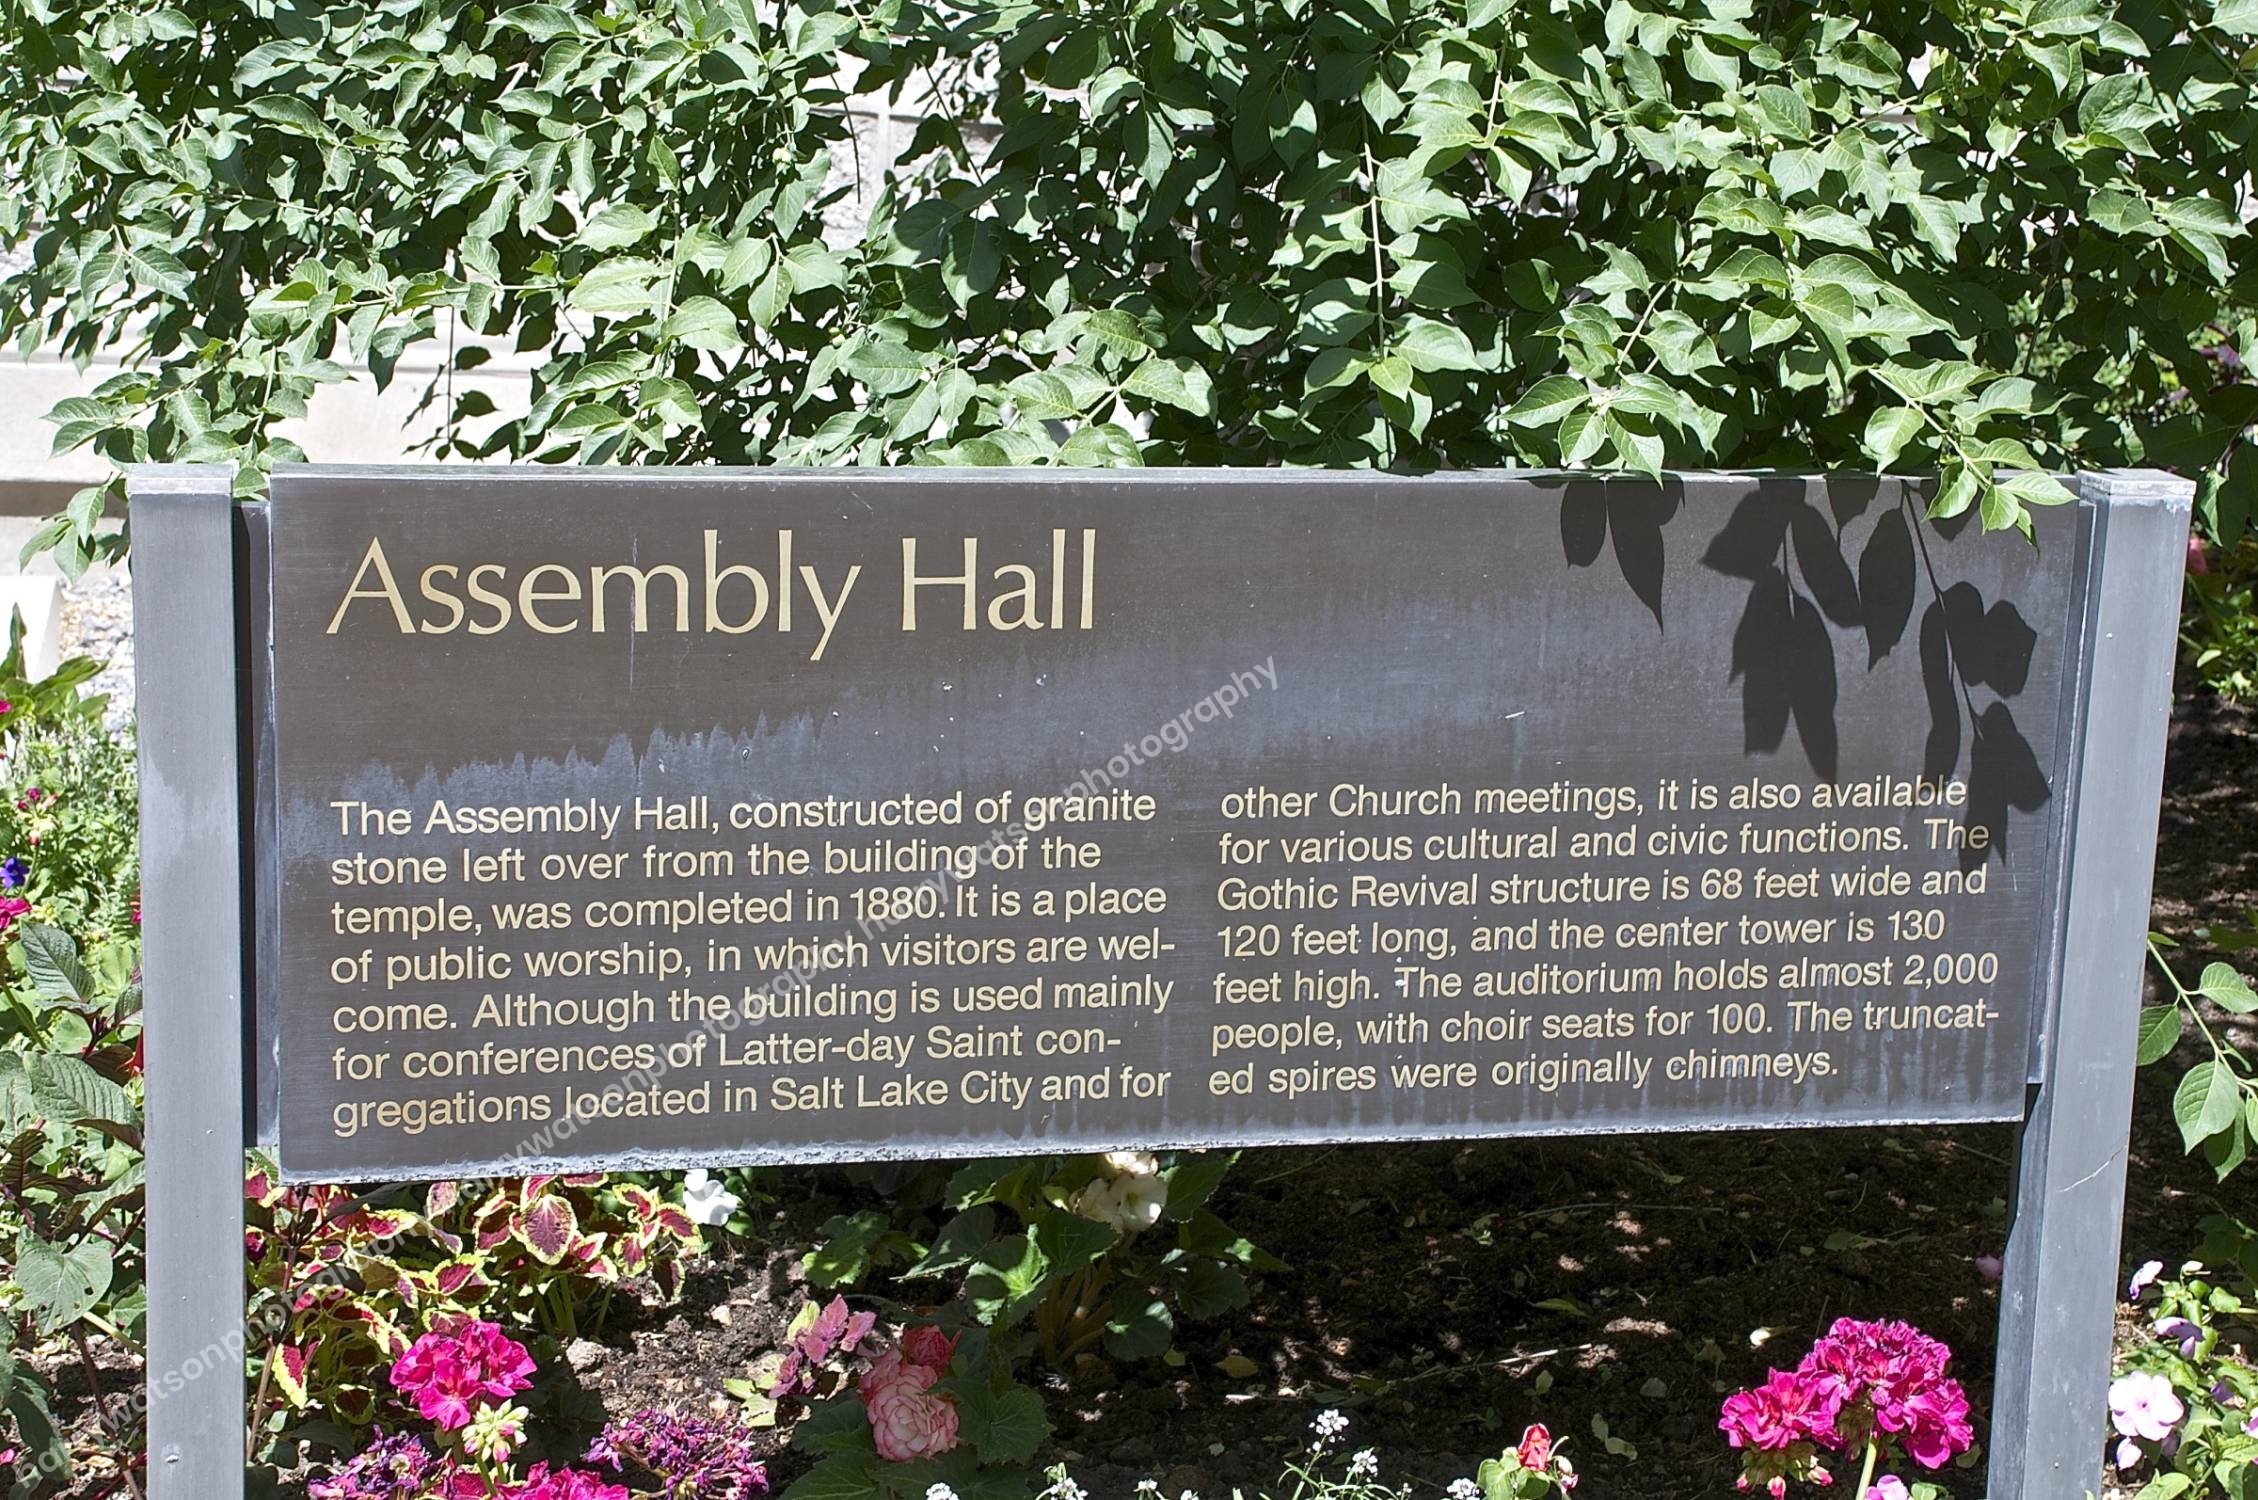 Assembly Hall
The Assembly Hall, constructed of granite
stone left over from the building of the
temple, was completed in 1880. It is a place
of public worship, in which visitors are wel-
come. Although the building is used mainly
for conferences of Latter-day Saint con-
gregations located in Salt Lake City and for
other Church meetings, it is also available
for various cultural and civic functions. The
Gothic Revival structure is 68 feet wide and
120 feet long, and the center tower is 130
feet high. The auditorium holds almost 2,000
people, with choir seats for 100. The truncat-
ed spires were originally chimneys.
harrywatsonphotography harrywatsonphotography harrywatsonphotography harrywatsonphotography